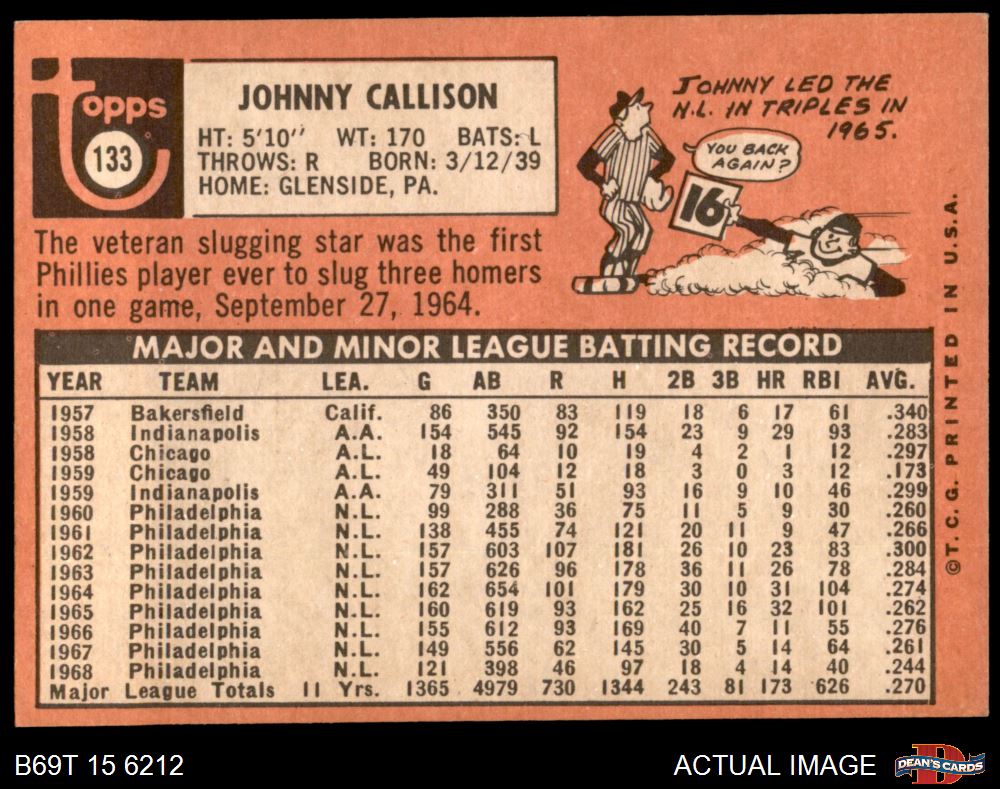 topps
133
JOHNNY CALLISON
HT: 5'10" WT: 170 BATS: L
THROWS: R BORN: 3/12/39
HOME: GLENSIDE, PA.
JOHNNY LED THE
N.L. IN TRIPLES IN
1965.
YOU BACK
AGAIN?
16
The veteran slugging star was the first
Phillies player ever to slug three homers
in one game, September 27, 1964.
MAJOR AND MINOR LEAGUE BATTING RECORD
YEAR TEAM LEA. G AB R H 2B 3B HR RBI AVG.
1957 Bakersfield Calif. 86 350 83 119 18 6 17 61 .340
1958 Indianapolis A.A. 154 545 92 154 23 9 29 93 .283
1958 Chicago A.L. 18 64 10 19 4 2 1 12 .297
1959 Chicago A.L. 49 104 12 18 3 0 3 12 .173
1959 Indianapolis A.A. 79 311 51 93 16 9 10 46 .299
1960 Philadelphia N.L. 99 288 36 75 11 5 9 30 .260
1961 Philadelphia N.L. 138 455 74 121 20 11 9 47 .266
1962 Philadelphia N.L. 157 603 107 181 26 10 23 83 .300
1963 Philadelphia N.L. 157 626 96 178 36 11 26 78 .284
1964 Philadelphia N.L. 162 654 101 179 30 10 31 104 .274
1965 Philadelphia N.L. 160 619 93 162 25 16 32 101 .262
1966 Philadelphia N.L. 155 612 93 169 40 7 11 55 .276
1967 Philadelphia N.L. 149 556 62 145 30 5 14 64 .261
1968 Philadelphia N.L. 121 398 46 97 18 4 14 40 .244
Major League Totals 11 Yrs. 1365 4979 730 1344 243 81 173 626 .270
©T. C. G. PRINTED IN U.S.A.
B69T 15 6212
ACTUAL IMAGE
D
DEAN'S CARDS